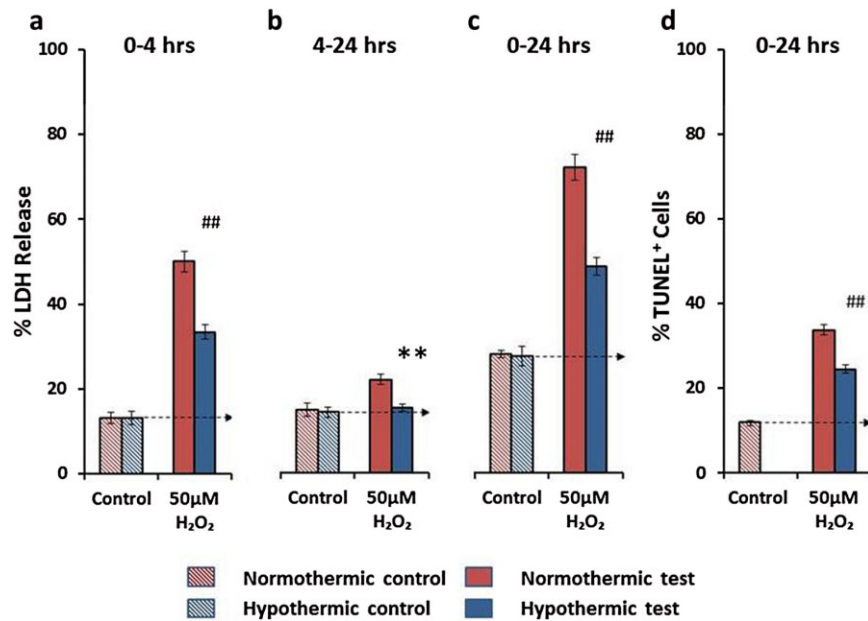 a
0-4 hrs
b
4-24 hrs
c
0-24 hrs
d
0-24 hrs
% LDH Release
100
80
60
40
20
0
##
Control
50µM
H₂O₂
**
Control
50µM
H₂O₂
##
Control
50µM
H₂O₂
% TUNEL⁺ Cells
100
80
60
40
20
0
##
Control
50µM
H₂O₂
Normothermic control
Normothermic test
Hypothermic control
Hypothermic test